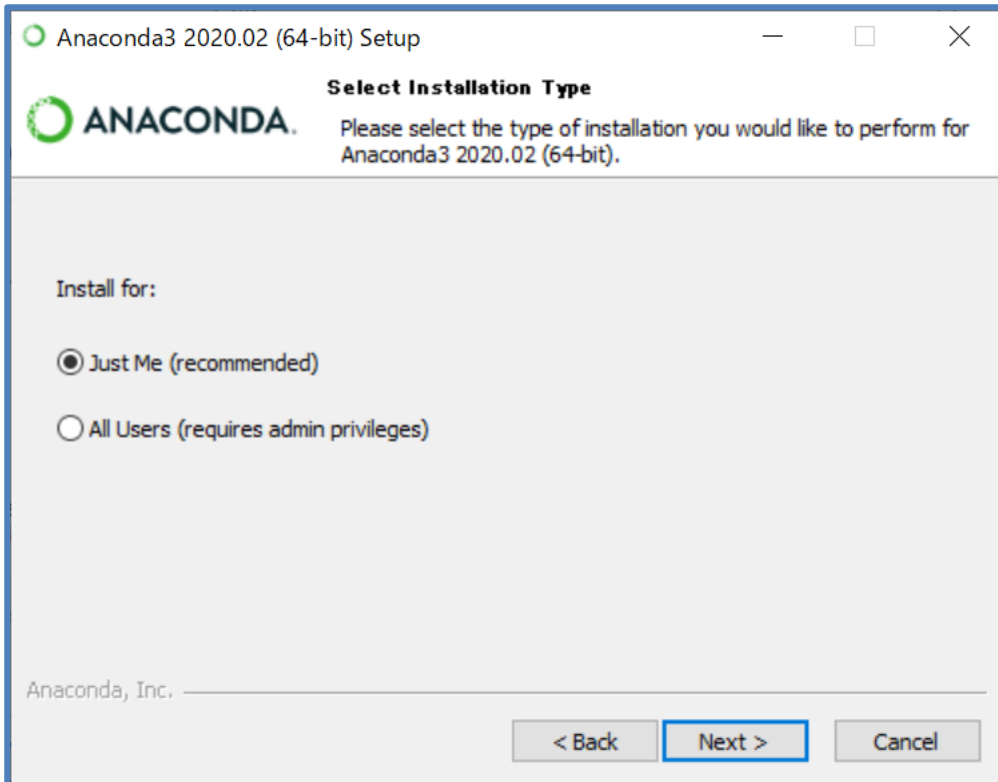 Anaconda3 2020.02 (64-bit) Setup
Select Installation Type
ANACONDA.
Please select the type of installation you would like to perform for
Anaconda3 2020.02 (64-bit).
Install for:
Just Me (recommended)
All Users (requires admin privileges)
Anaconda, Inc.
< Back
Next >
Cancel